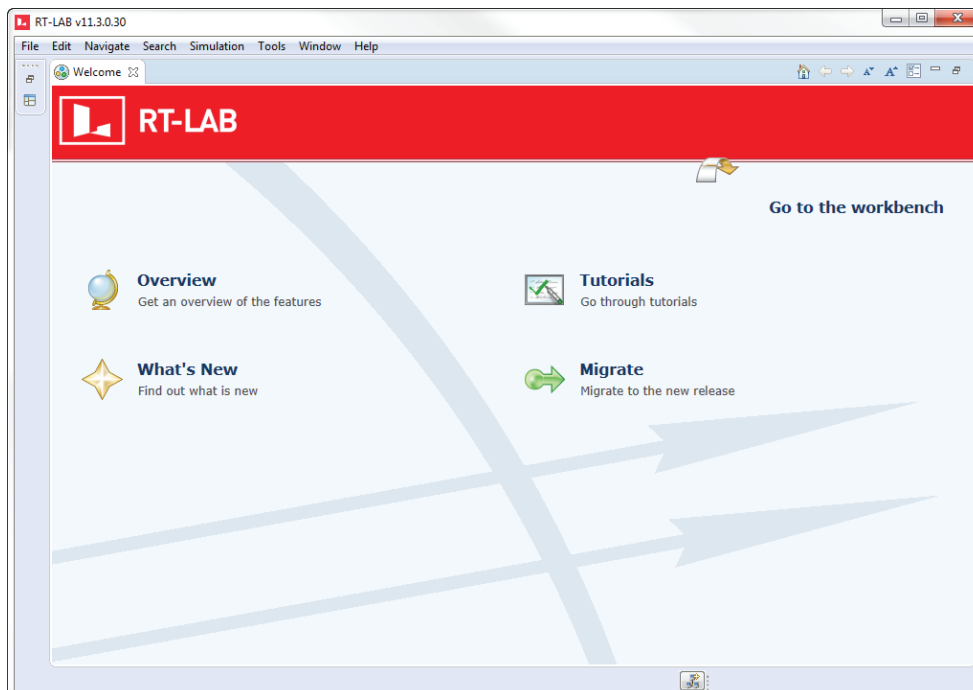 RT-LAB v11.3.0.30
File Edit Navigate Search Simulation Tools Window Help
Welcome
RT-LAB
Go to the workbench
Overview
Get an overview of the features
Tutorials
Go through tutorials
What's New
Find out what is new
Migrate
Migrate to the new release